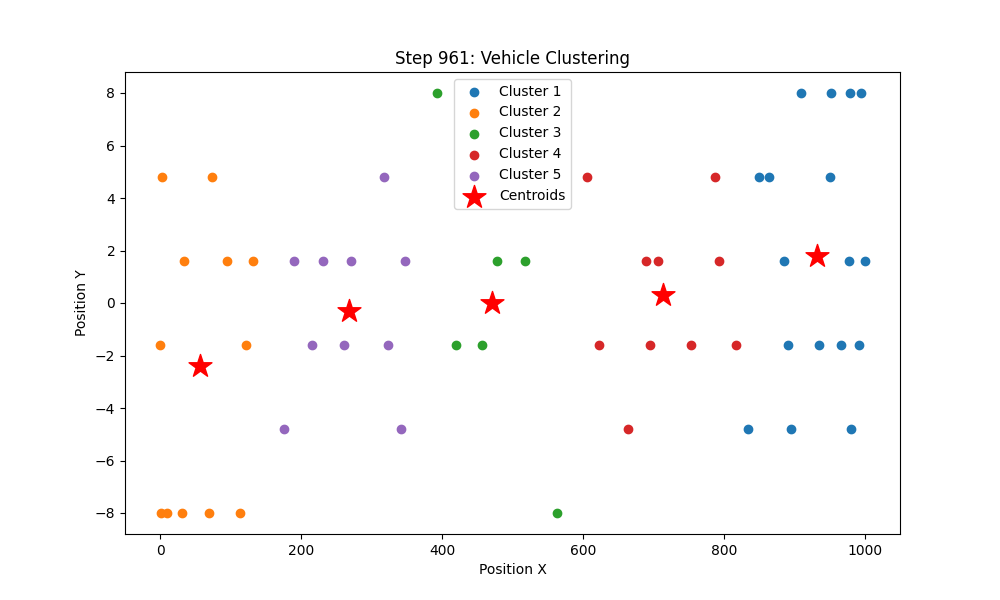 Step 961: Vehicle Clustering
Cluster 1
Cluster 2
Cluster 3
Cluster 4
Cluster 5
Centroids
8
6
4
2
0
−2
−4
−6
−8
Position Y
0 200 400 600 800 1000
Position X